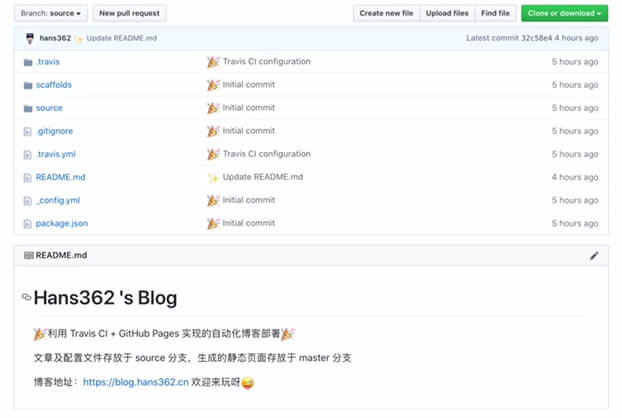 Branch: source New pull request Create new file Upload files Find file Clone or download
hans362 ✨ Update README.md Latest commit 32c58e4 4 hours ago
.travis 🎉 Travis CI configuration 5 hours ago
scaffolds 🎉 Initial commit 5 hours ago
source 🎉 Initial commit 5 hours ago
.gitignore 🎉 Initial commit 5 hours ago
.travis.yml 🎉 Travis CI configuration 5 hours ago
README.md ✨ Update README.md 4 hours ago
_config.yml 🎉 Initial commit 5 hours ago
package.json 🎉 Initial commit 5 hours ago
README.md
Hans362 's Blog
🎉利用 Travis CI + GitHub Pages 实现的自动化博客部署🎉
文章及配置文件存放于 source 分支，生成的静态页面存放于 master 分支
博客地址：https://blog.hans362.cn 欢迎来玩呀😜